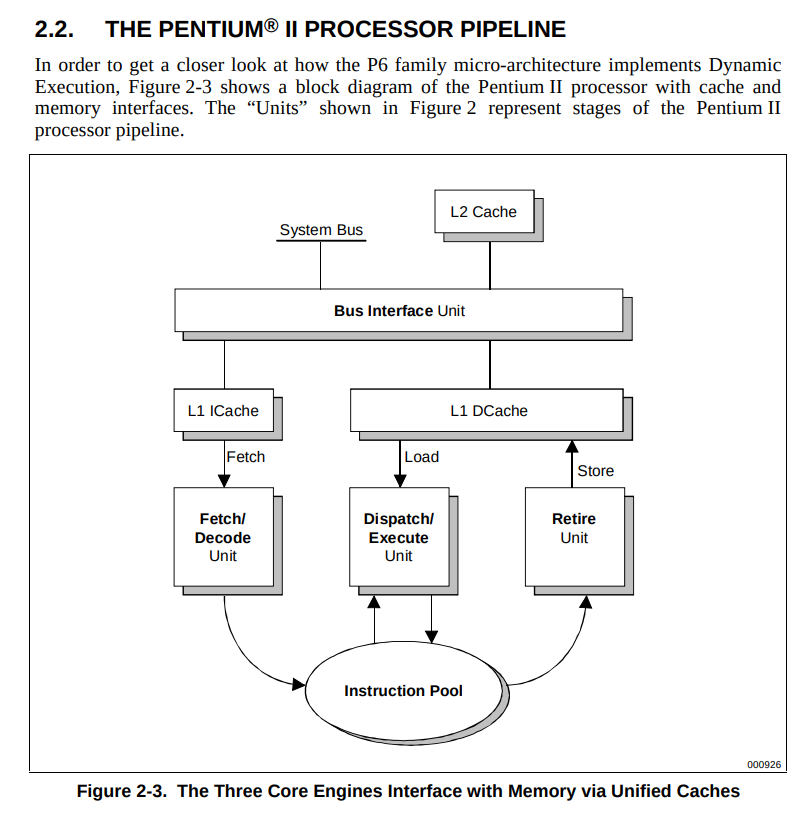 2.2. THE PENTIUM® II PROCESSOR PIPELINE
In order to get a closer look at how the P6 family micro-architecture implements Dynamic
Execution, Figure 2-3 shows a block diagram of the Pentium II processor with cache and
memory interfaces. The “Units” shown in Figure 2 represent stages of the Pentium II
processor pipeline.
L2 Cache
System Bus
Bus Interface Unit
L1 ICache
L1 DCache
Fetch
Load
Store
Fetch/
Decode
Unit
Dispatch/
Execute
Unit
Retire
Unit
Instruction Pool
000926
Figure 2-3. The Three Core Engines Interface with Memory via Unified Caches